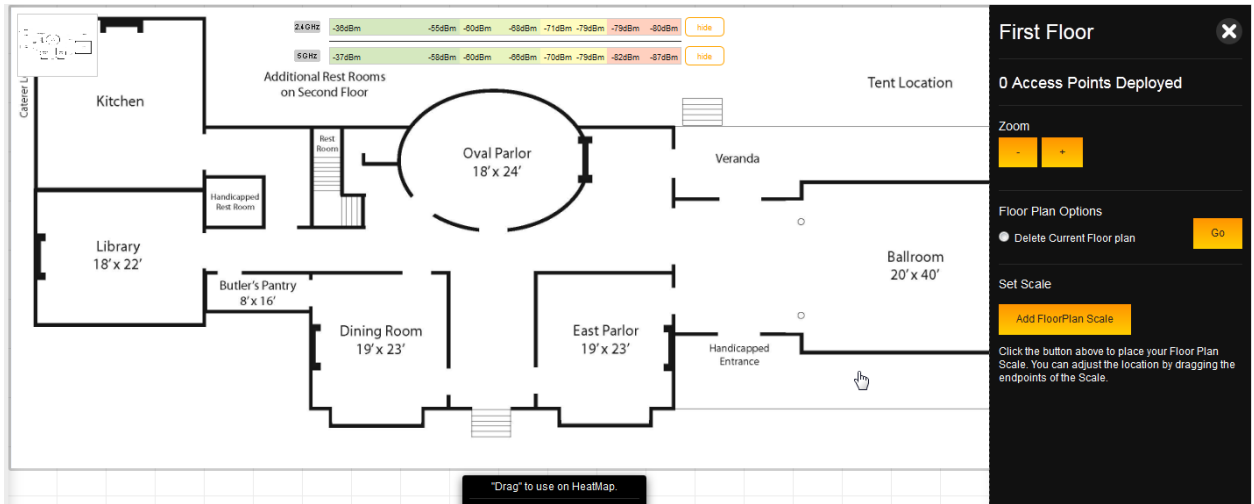 2.4 GHz -36dBm -55dBm -60dBm -68dBm -71dBm -79dBm -79dBm -80dBm hide
5 GHZ -37dBm -58dBm -60dBm -66dBm -70dBm -79dBm -82dBm -87dBm hide
Additional Rest Rooms
on Second Floor
Tent Location
Kitchen
Rest
Room
Oval Parlor
18' x 24'
Veranda
Handicapped
Rest Room
Library
18' x 22'
Butler's Pantry
8' x 16'
Ballroom
20' x 40'
Dining Room
19' x 23'
East Parlor
19' x 23'
Handicapped
Entrance
"Drag" to use on HeatMap.
First Floor
0 Access Points Deployed
Zoom
- +
Floor Plan Options
Delete Current Floor plan
Go
Set Scale
Add FloorPlan Scale
Click the button above to place your Floor Plan
Scale. You can adjust the location by dragging the
endpoints of the Scale.
Caterer